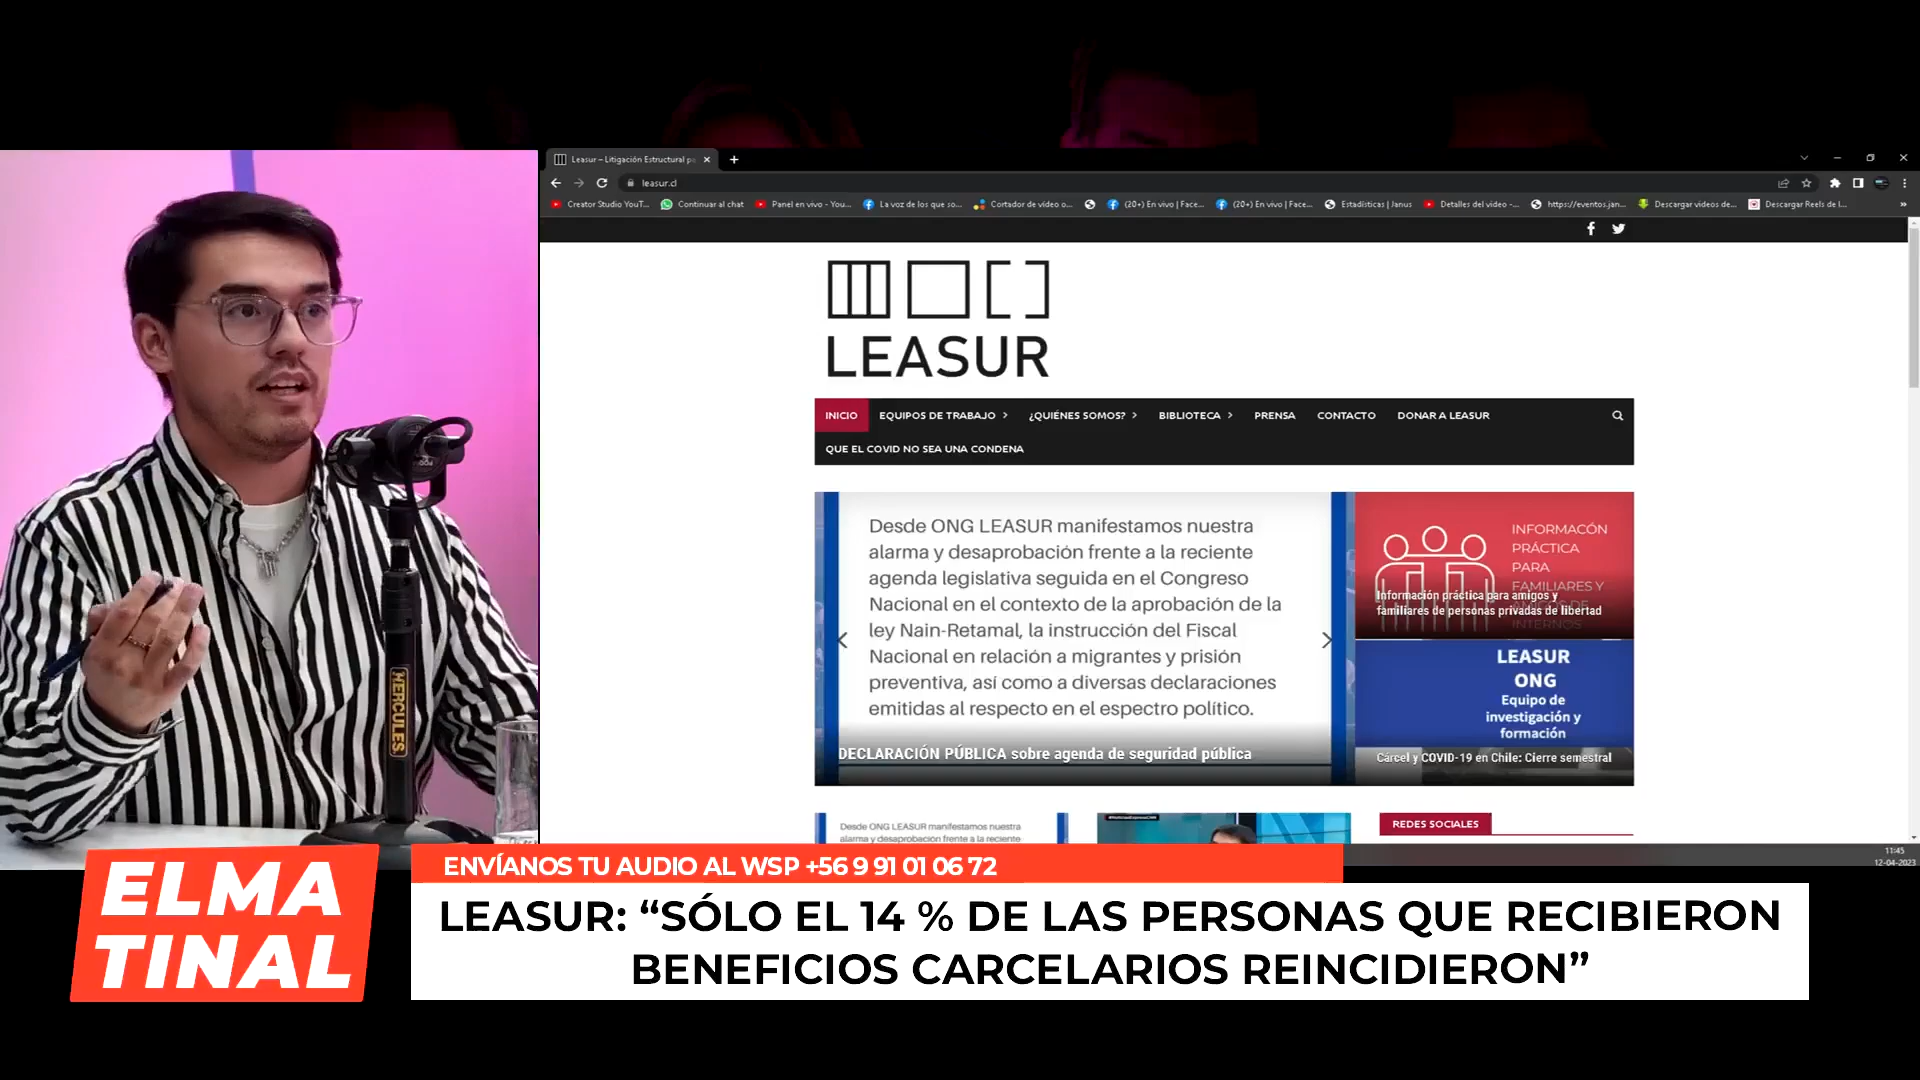 Leasur – Litigación Estructural pe
leasur.cl
Creator Studio YouT...
Continuar al chat
Panel en vivo - You...
La voz de los que so...
Cortador de vídeo o...
(20+) En vivo | Face...
(20+) En vivo | Face...
Estadísticas | Janus
Detalles del video -...
https://eventos.jan...
Descargar videos de...
Descargar Reels de I...
LEASUR
INICIO
EQUIPOS DE TRABAJO
¿QUIÉNES SOMOS?
BIBLIOTECA
PRENSA
CONTACTO
DONAR A LEASUR
QUE EL COVID NO SEA UNA CONDENA
Desde ONG LEASUR manifestamos nuestra
alarma y desaprobación frente a la reciente
agenda legislativa seguida en el Congreso
Nacional en el contexto de la aprobación de la
ley Nain-Retamal, la instrucción del Fiscal
Nacional en relación a migrantes y prisión
preventiva, así como a diversas declaraciones
emitidas al respecto en el espectro político.
DECLARACIÓN PÚBLICA sobre agenda de seguridad pública
INFORMACÓN
PRÁCTICA
PARA
FAMILIARES Y
AMIGOS DE
INTERNOS
Información práctica para amigos y
familiares de personas privadas de libertad
LEASUR
ONG
Equipo de
investigación y
formación
Cárcel y COVID-19 en Chile: Cierre semestral
Desde ONG LEASUR manifestamos nuestra
alarma y desaprobación frente a la reciente
REDES SOCIALES
11:45
12-04-2023
HERCULES
ELMA
TINAL
ENVÍANOS TU AUDIO AL WSP +56 9 91 01 06 72
LEASUR: “SÓLO EL 14 % DE LAS PERSONAS QUE RECIBIERON
BENEFICIOS CARCELARIOS REINCIDIERON”